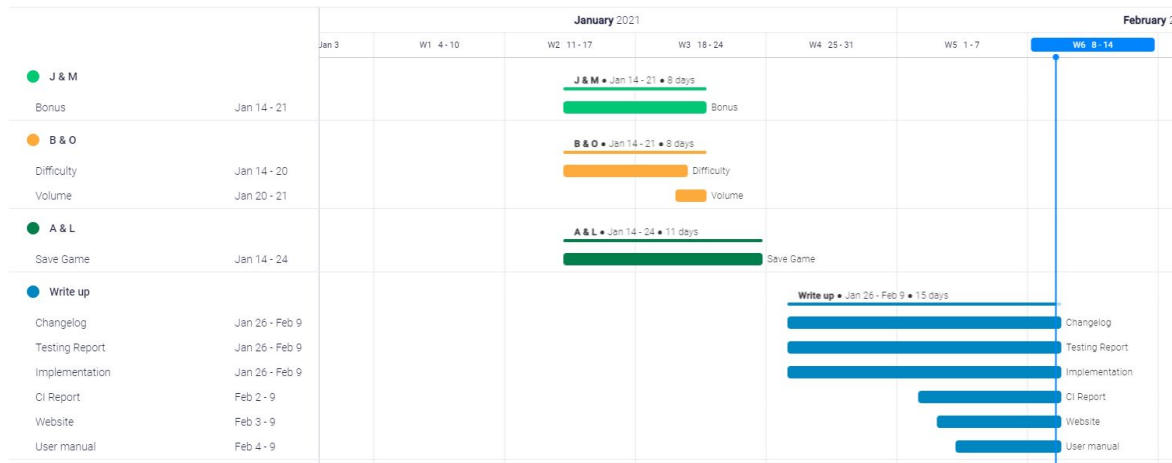 January 2021
February 2
Jan 3
W1 4 - 10
W2 11 - 17
W3 18 - 24
W4 25 - 31
W5 1 - 7
W6 8 - 14
J & M
J & M • Jan 14 - 21 • 8 days
Bonus Jan 14 - 21
Bonus
B & O
B & O • Jan 14 - 21 • 8 days
Difficulty Jan 14 - 20
Difficulty
Volume Jan 20 - 21
Volume
A & L
A & L • Jan 14 - 24 • 11 days
Save Game Jan 14 - 24
Save Game
Write up
Write up • Jan 26 - Feb 9 • 15 days
Changelog Jan 26 - Feb 9
Changelog
Testing Report Jan 26 - Feb 9
Testing Report
Implementation Jan 26 - Feb 9
Implementation
CI Report Feb 2 - 9
CI Report
Website Feb 3 - 9
Website
User manual Feb 4 - 9
User manual